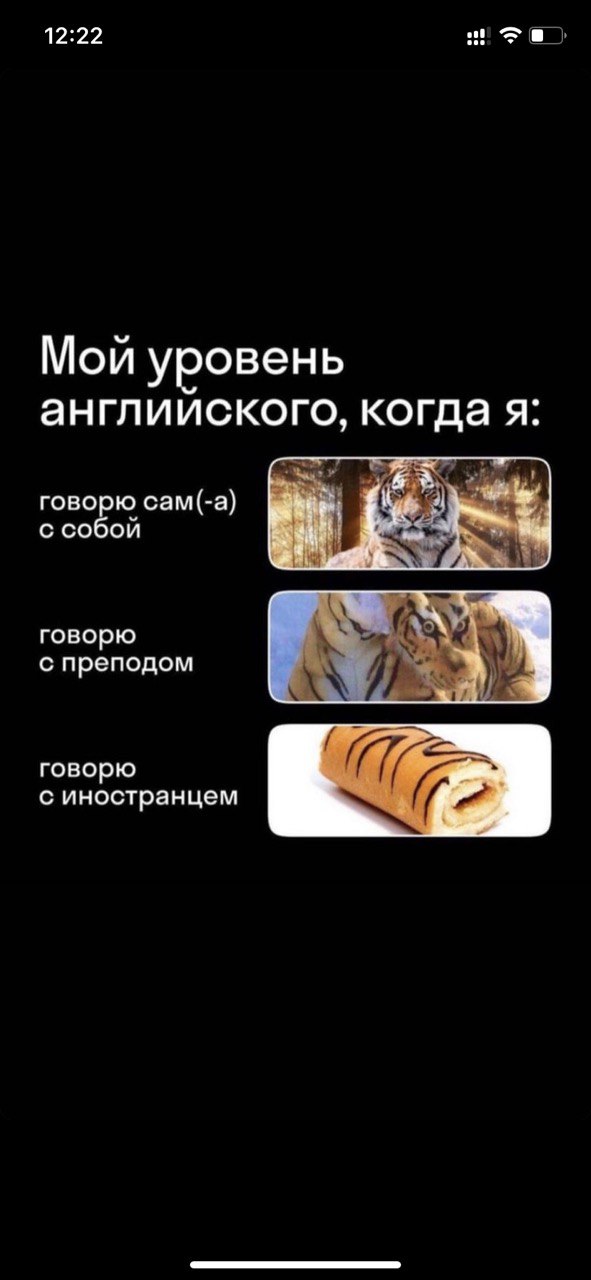 12:22
Мой уровень
английского, когда я:
говорю сам(-а)
с собой
говорю
с преподом
говорю
с иностранцем